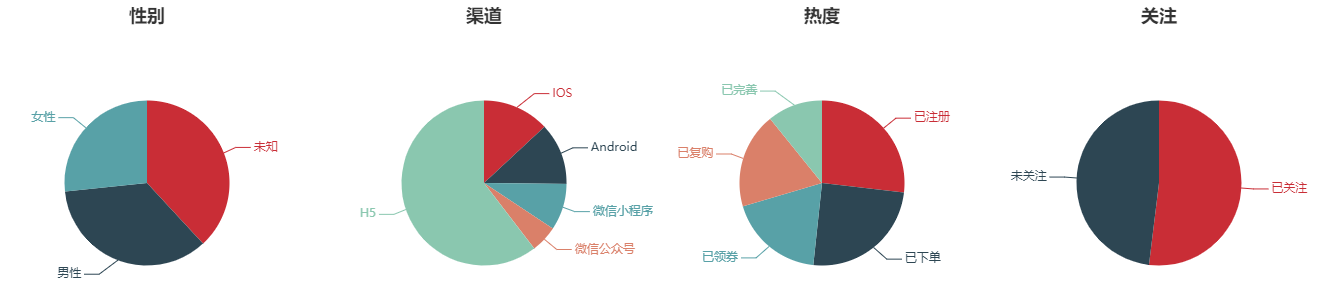 性别
未知
男性
女性
渠道
IOS
Android
微信小程序
微信公众号
H5
热度
已注册
已下单
已领券
已复购
已完善
关注
已关注
未关注